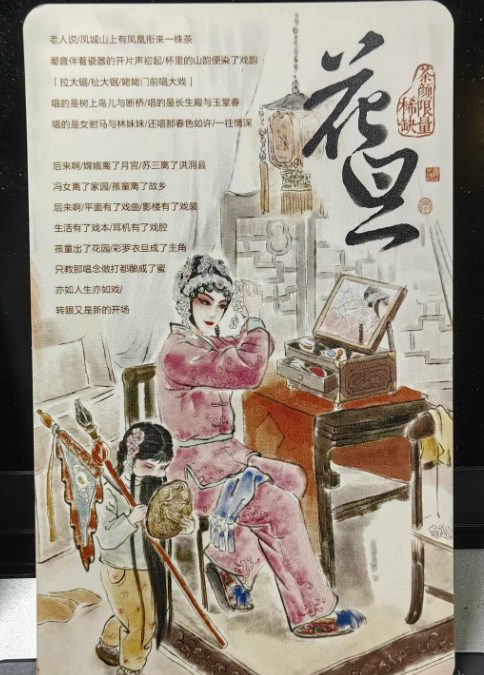 老人说/凤城山上有凤凰衔来一株茶
潮音伴着瓷器的开片声初起/杯里的山韵便染了戏韵
「拉大锯/扯大锯/姥姥门前唱大戏」
唱的是树上鸟儿与断桥/唱的是长生殿与玉堂春
唱的是女驸马与林妹妹/还唱那春色如许/一往情深
后来啊/嫦娥离了月宫/苏三离了洪洞县
冯女离了家园/孩童离了故乡
后来啊/平面有了戏曲/影楼有了戏装
生活有了戏本/耳机有了戏腔
孩童出了花园/彩罗衣旦成了主角
只教那唱念做打都酿成了蜜
亦如人生亦如戏/
转眼又是新的开场
花旦
茶颜限量
稀缺